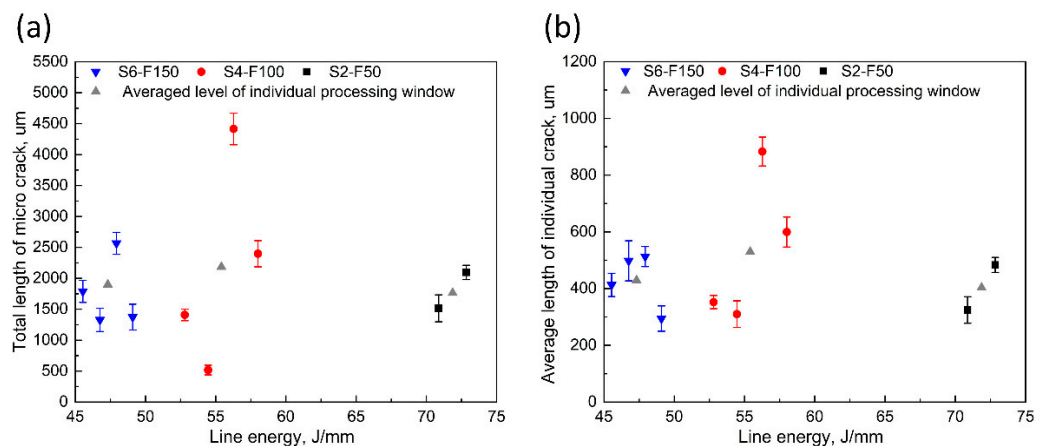 (a)
5500
5000
4500
4000
3500
3000
2500
2000
1500
1000
500
0
Total length of micro crack, um
S6-F150 S4-F100 S2-F50
Averaged level of individual processing window
45 50 55 60 65 70 75
Line energy, J/mm
(b)
1200
1000
800
600
400
200
0
Average length of individual crack, um
S6-F150 S4-F100 S2-F50
Averaged level of individual processing window
45 50 55 60 65 70 75
Line energy, J/mm